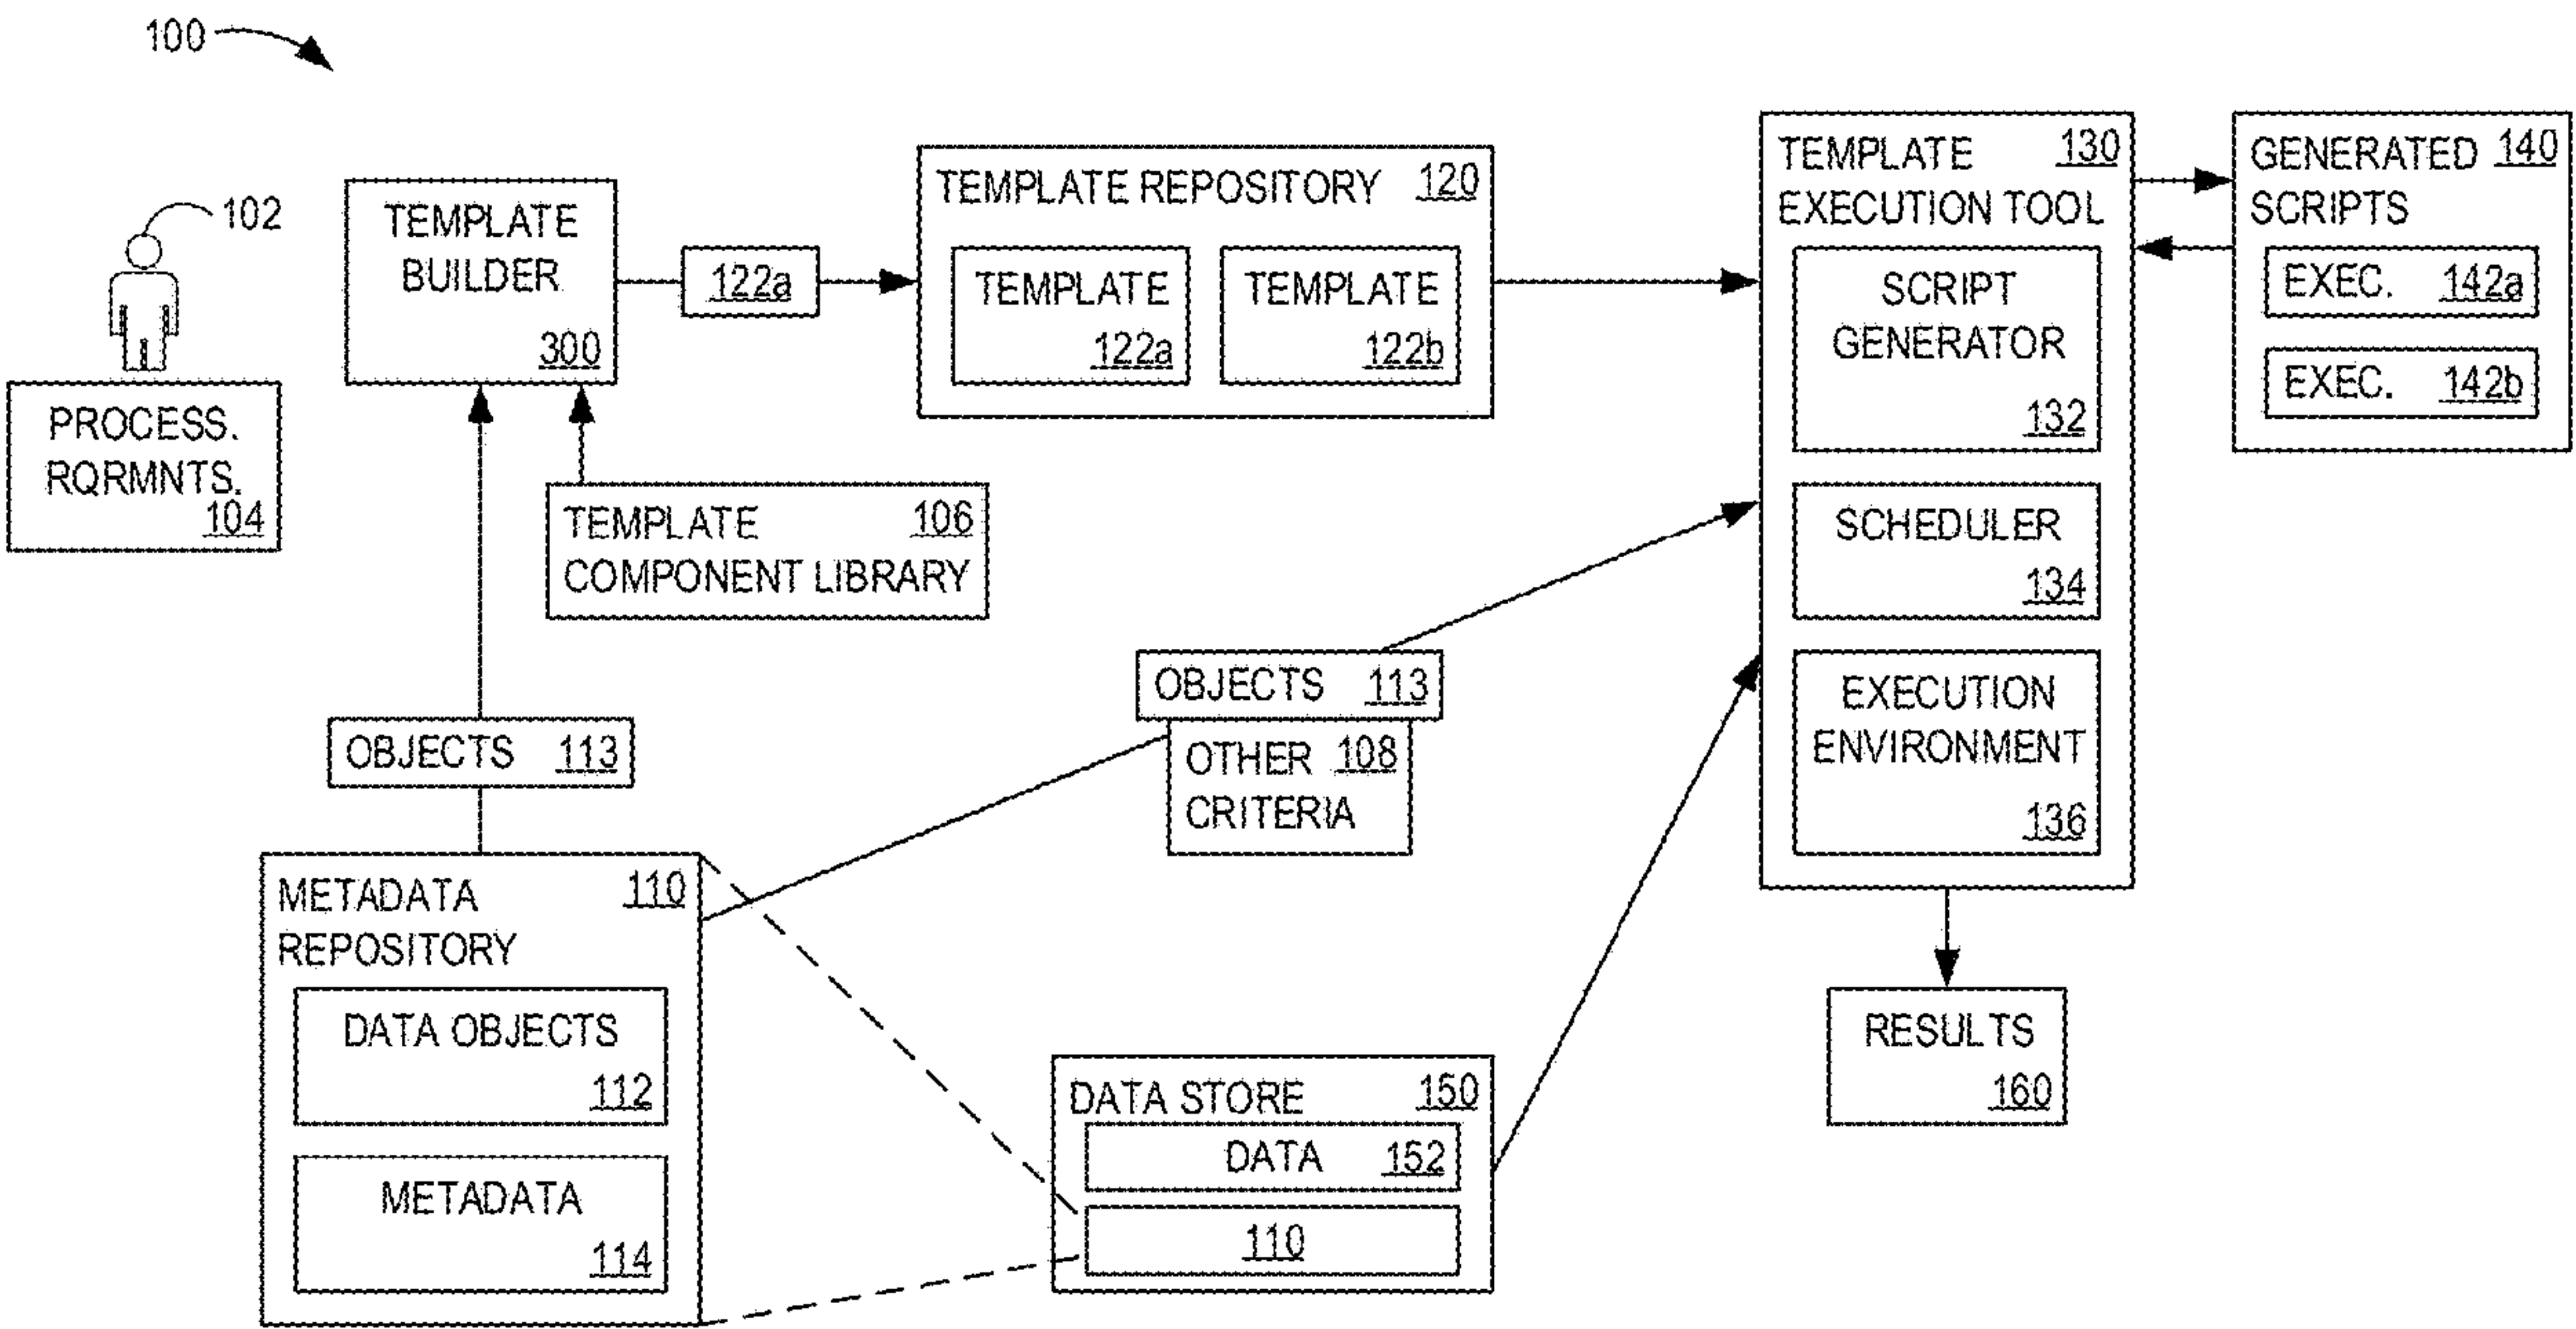 100
102
PROCESS.
RQRMNTS.
104
TEMPLATE
BUILDER
300
122a
TEMPLATE REPOSITORY 120
TEMPLATE
122a
TEMPLATE
122b
TEMPLATE 130
EXECUTION TOOL
SCRIPT
GENERATOR
132
SCHEDULER
134
EXECUTION
ENVIRONMENT
136
GENERATED 140
SCRIPTS
EXEC. 142a
EXEC. 142b
TEMPLATE 106
COMPONENT LIBRARY
OBJECTS 113
OBJECTS 113
OTHER 108
CRITERIA
METADATA 110
REPOSITORY
DATA OBJECTS
112
METADATA
114
DATA STORE 150
DATA 152
110
RESULTS
160